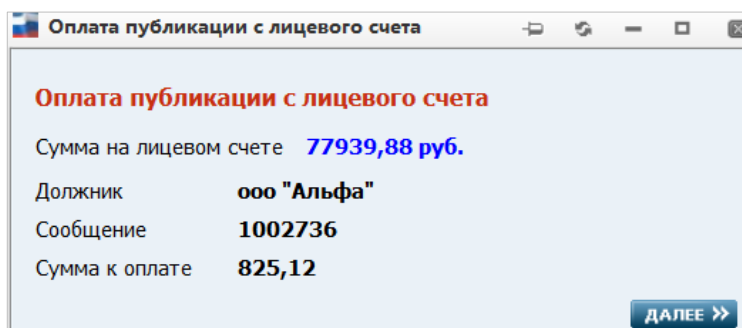 Оплата публикации с лицевого счета
Оплата публикации с лицевого счета
Сумма на лицевом счете 77939,88 руб.
Должник ооо "Альфа"
Сообщение 1002736
Сумма к оплате 825,12
ДАЛЕЕ